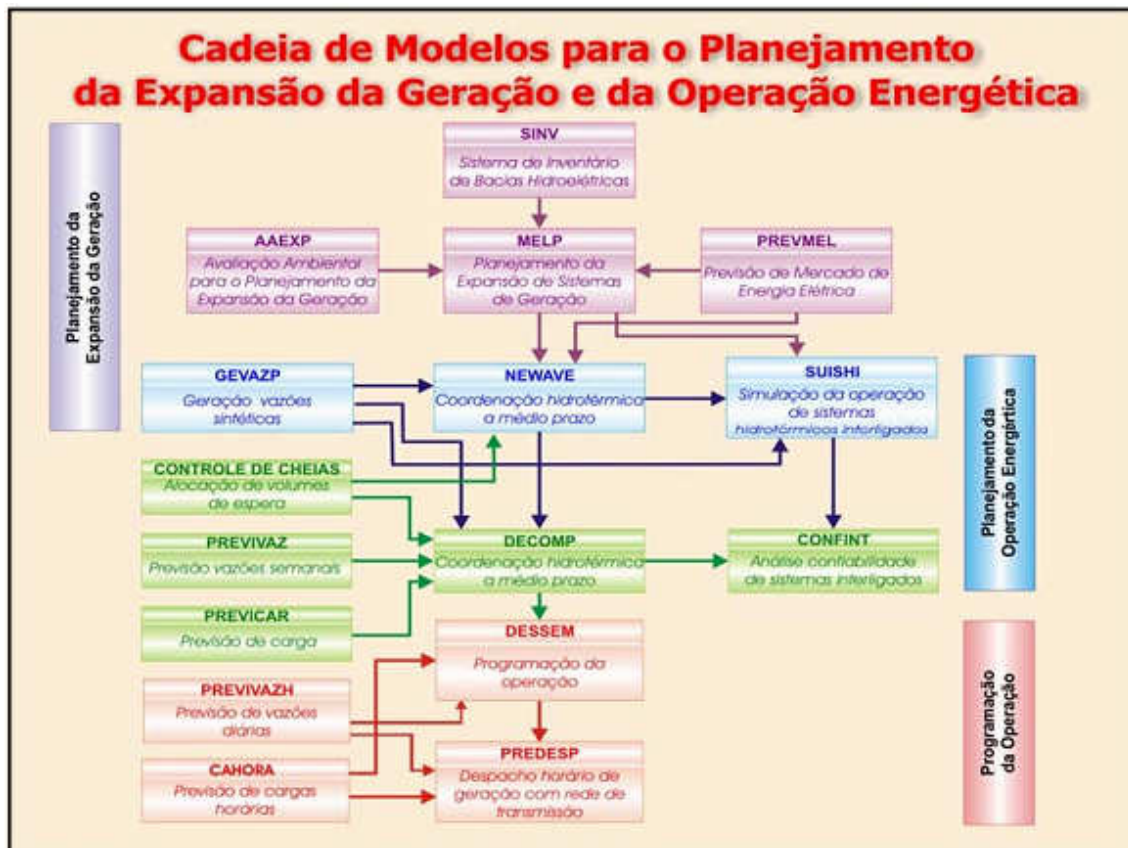 Cadeia de Modelos para o Planejamento
da Expansão da Geração e da Operação Energética
Planejamento da
Expansão da Geração
SINV
Sistema de Inventário
de Bacias Hidroelétricas
AAEXP
Avaliação Ambiental
para o Planejamento da
Expansão da Geração
MELP
Planejamento da
Expansão de Sistemas
de Geração
PREVMEL
Previsão de Mercado de
Energia Elétrica
GEVAZP
Geração vazões
sintéticas
NEWAVE
Coordenação hidrotérmica
a médio prazo
SUISHI
Simulação da operação
de sistemas
hidrotérmicos interligados
Planejamento da
Operação Energártica
CONTROLE DE CHEIAS
Alocação de volumes
de espera
PREVIVAZ
Previsão vazões semanais
DECOMP
Coordenação hidrotérmica
a médio prazo
CONFINT
Análise confiabilidade
de sistemas interligados
PREVICAR
Previsão de carga
DESSEM
Programação da
operação
Programação
da Operação
PREVIVAZH
Previsão de vazões
diárias
CAHORA
Previsão de cargas
horárias
PREDESP
Despacho horário de
geração com rede de
transmissão